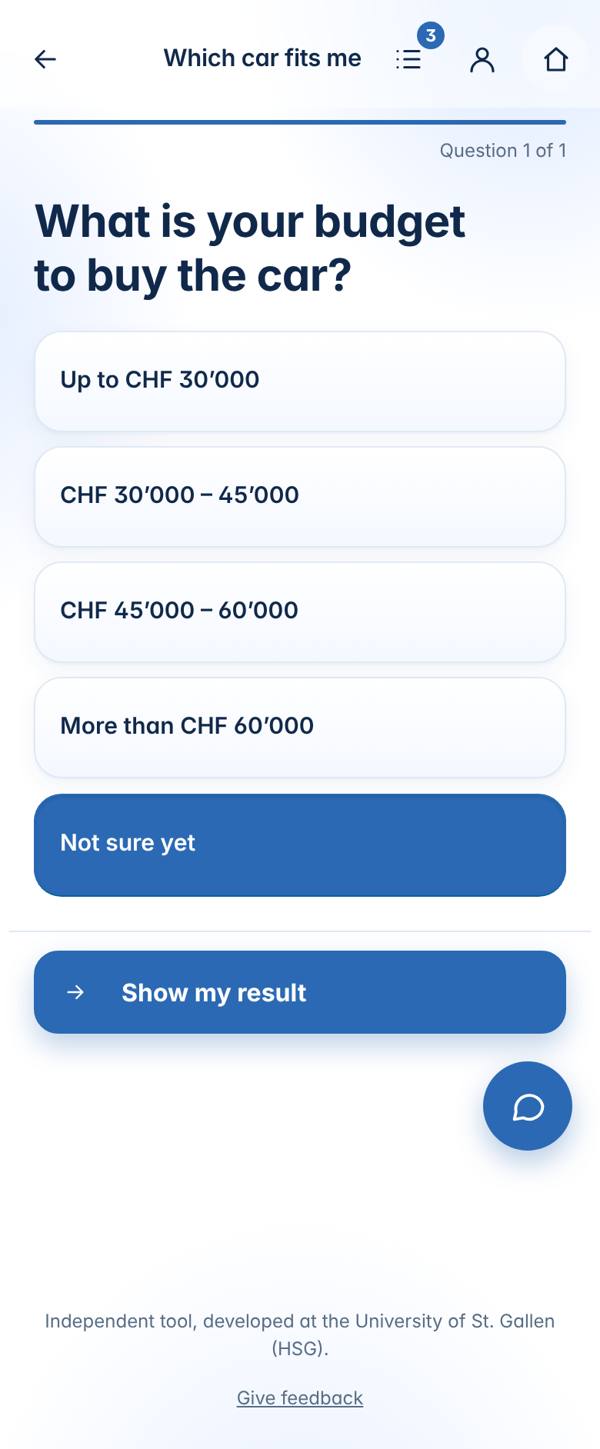 Which car fits me
3
Question 1 of 1
What is your budget
to buy the car?
Up to CHF 30’000
CHF 30’000 – 45’000
CHF 45’000 – 60’000
More than CHF 60’000
Not sure yet
Show my result
Independent tool, developed at the University of St. Gallen
(HSG).
Give feedback